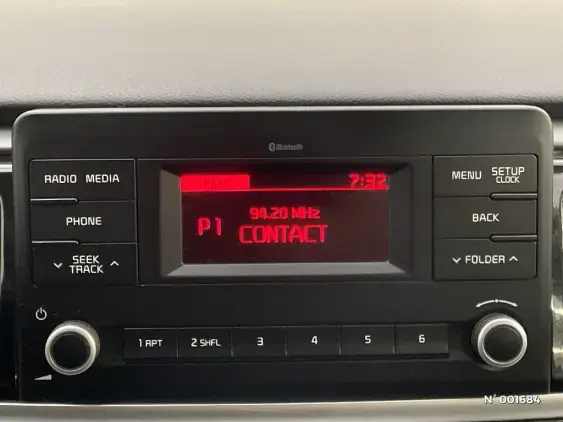 Bluetooth
RADIO MEDIA
7:32
MENU SETUP
CLOCK
PHONE
94.20 MHz
P1 CONTACT
BACK
SEEK
TRACK
FOLDER
1 RPT 2 SHFL 3 4 5 6
N° 001684